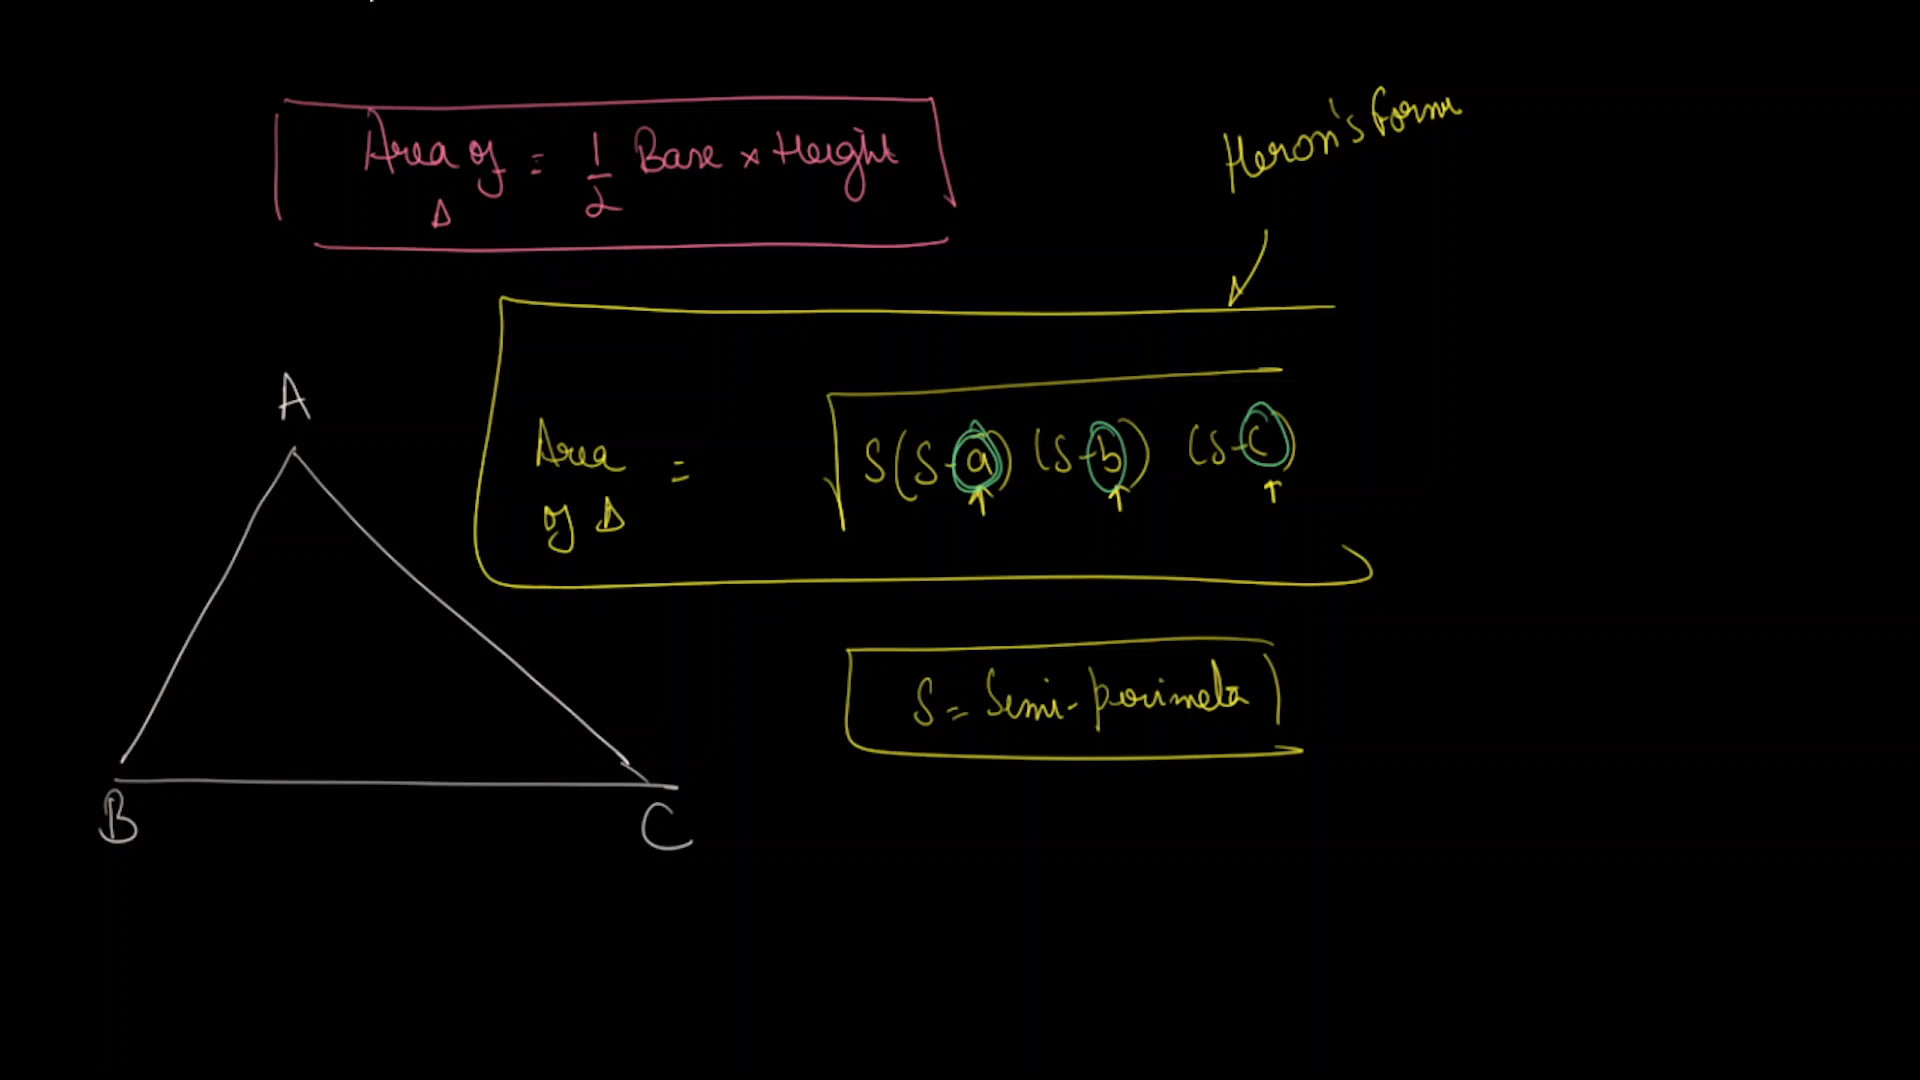 Area of = 1/2 Base × Height
Δ
Heron's Form
Area = √S(S-a)(S-b) (S-c)
of Δ
A
S = Semi-perimeter
B
C